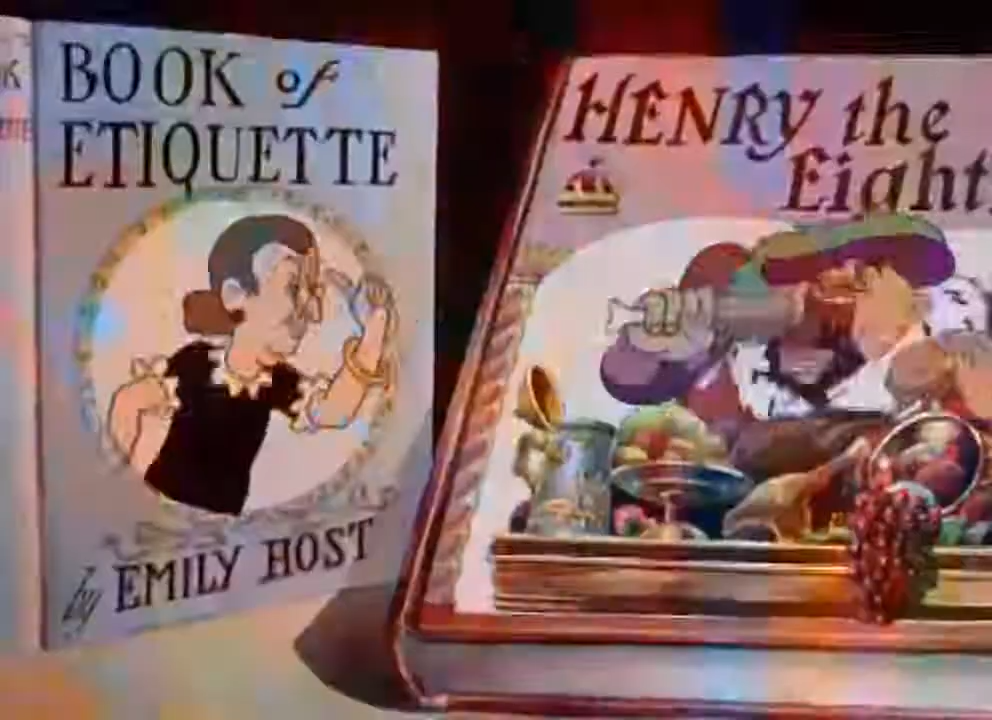 BOOK of
ETIQUETTE
by EMILY HOST
HENRY the
Eight